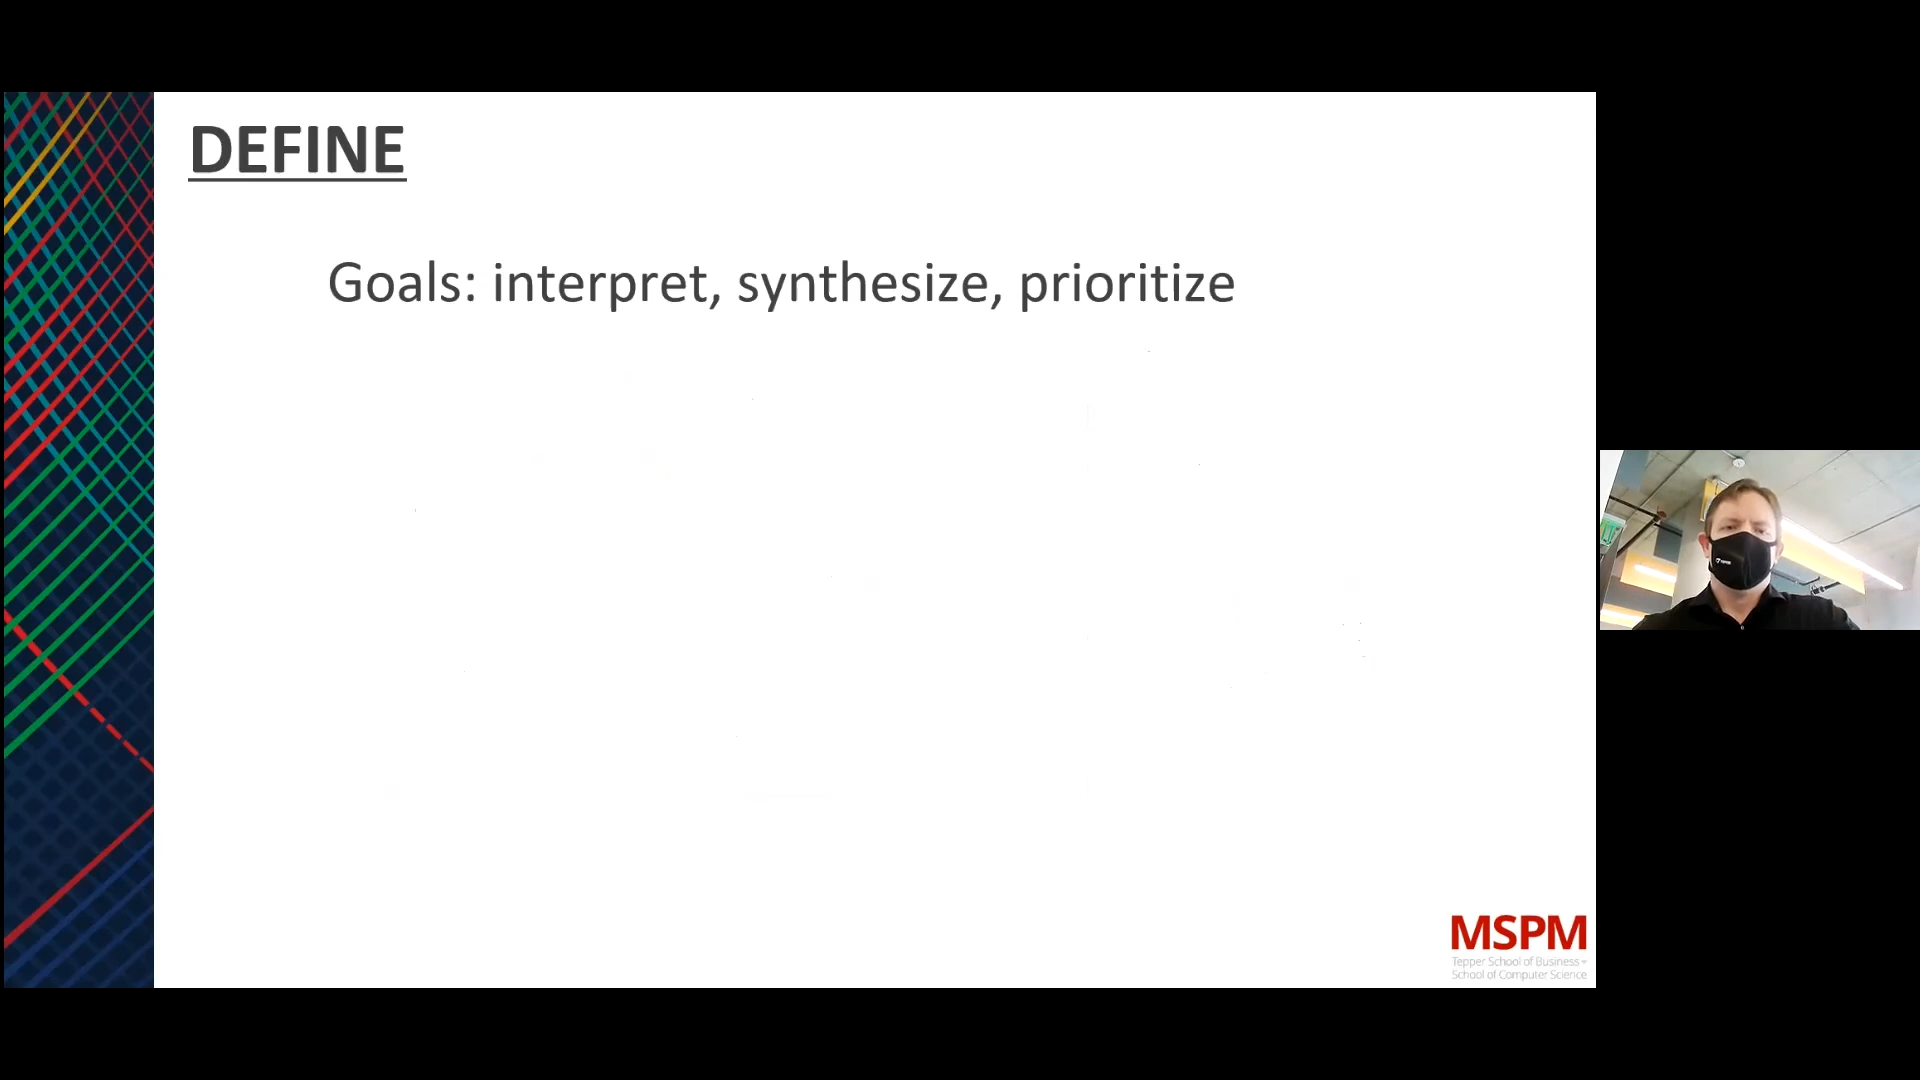 DEFINE
Goals: interpret, synthesize, prioritize
MSPM
Tepper School of Business +
School of Computer Science